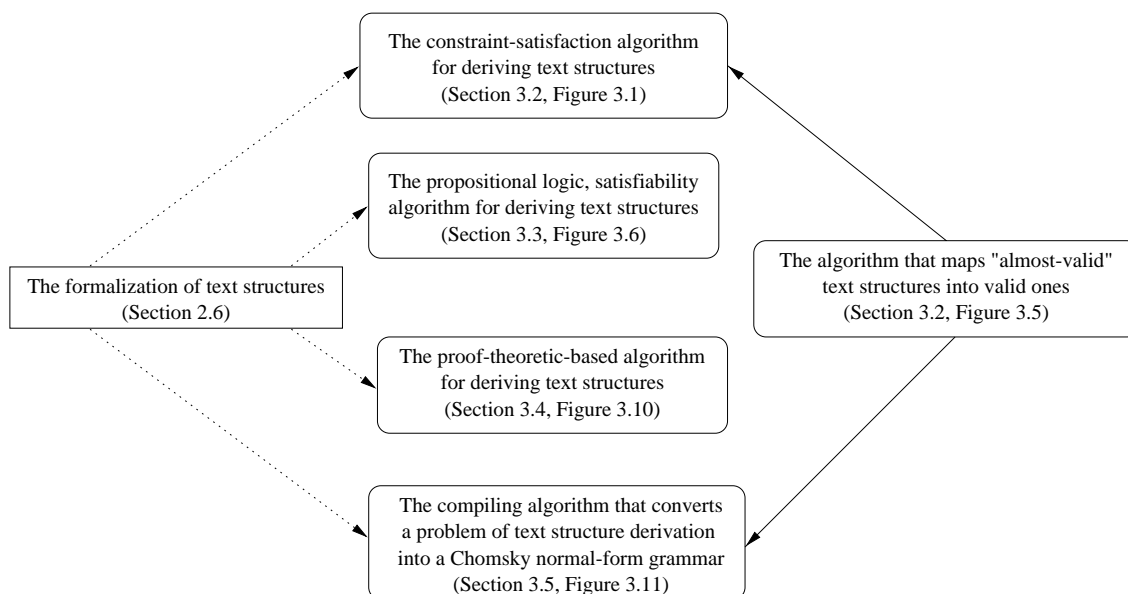 The constraint-satisfaction algorithm
for deriving text structures
(Section 3.2, Figure 3.1)
The propositional logic, satisfiability
algorithm for deriving text structures
(Section 3.3, Figure 3.6)
The formalization of text structures
(Section 2.6)
The algorithm that maps "almost-valid"
text structures into valid ones
(Section 3.2, Figure 3.5)
The proof-theoretic-based algorithm
for deriving text structures
(Section 3.4, Figure 3.10)
The compiling algorithm that converts
a problem of text structure derivation
into a Chomsky normal-form grammar
(Section 3.5, Figure 3.11)